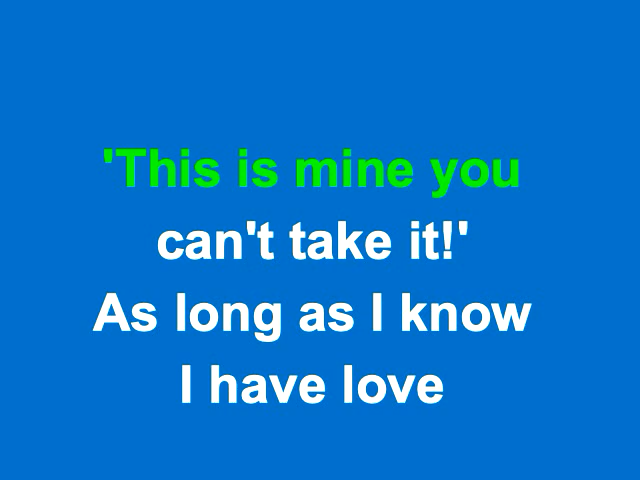 'This is mine you
can't take it!'
As long as I know
I have love